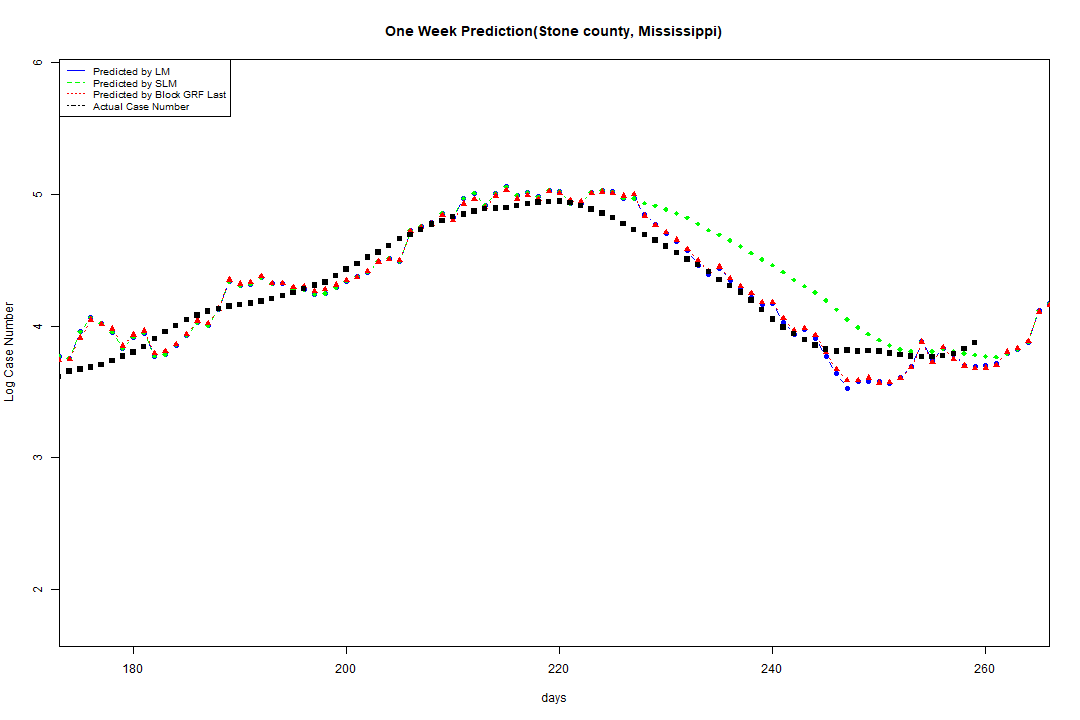 One Week Prediction(Stone county, Mississippi)
Predicted by LM
Predicted by SLM
Predicted by Block GRF Last
Actual Case Number
6
5
4
3
2
Log Case Number
180 200 220 240 260
days